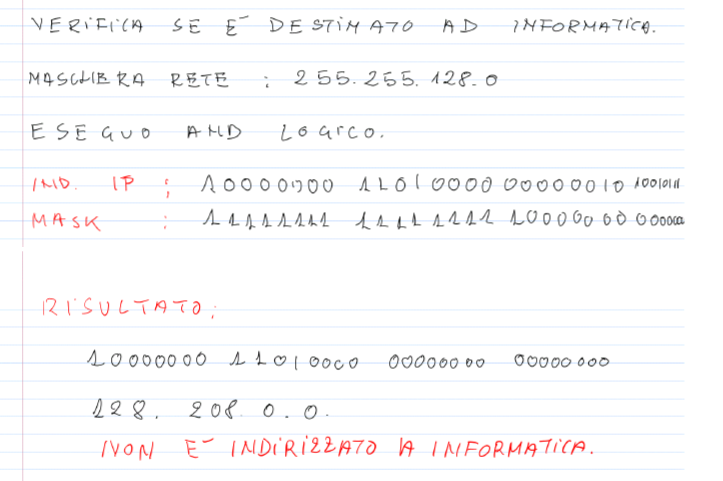 VERIFICA SE E- DESTINATO AD INFORMATICA.
MASCHERA RETE : 255.255.128.0
ESEGUO AND LOGICO.
IND. IP : 10000000 11010000 00000010 10010111
MASK : 11111111 11111111 10000000 000000
RISULTATO:
10000000 11010000 00000000 00000000
128. 208 0.0.
NON E- INDIRIZZATO A INFORMATICA.